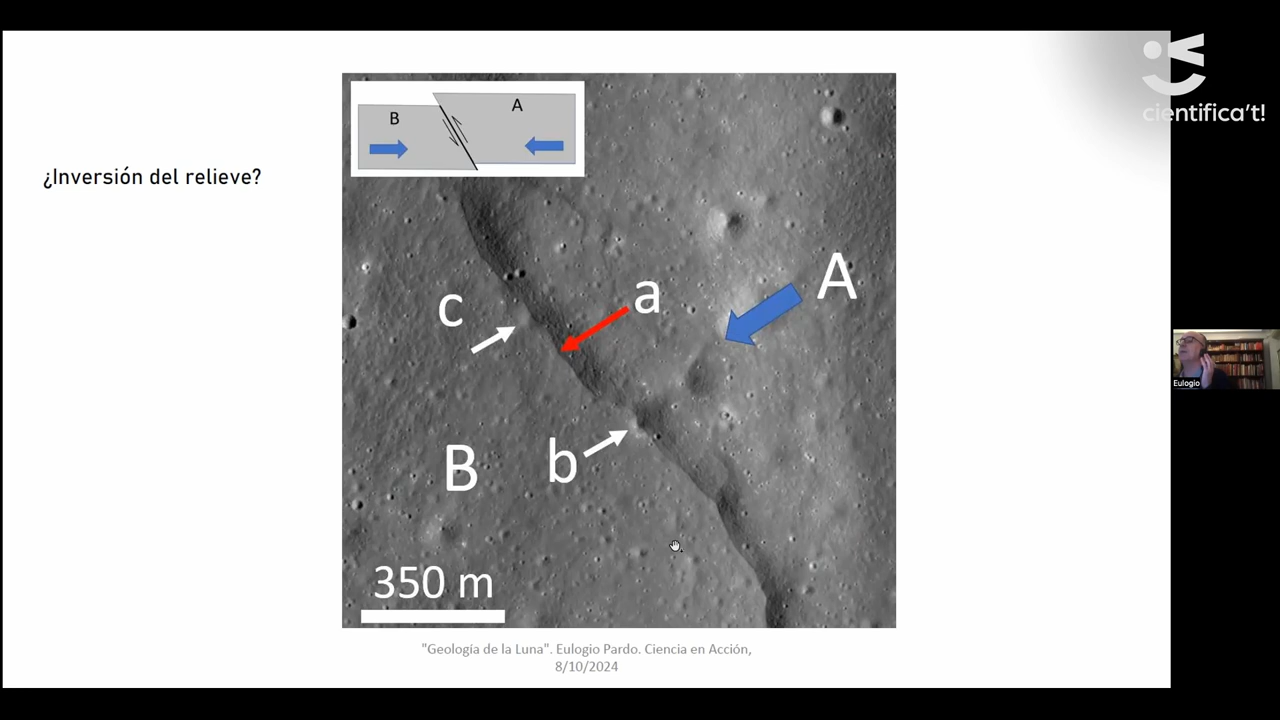 cientifica't!
¿Inversión del relieve?
B
A
A
a
c
b
B
350 m
"Geología de la Luna". Eulogio Pardo. Ciencia en Acción,
8/10/2024
Eulogio